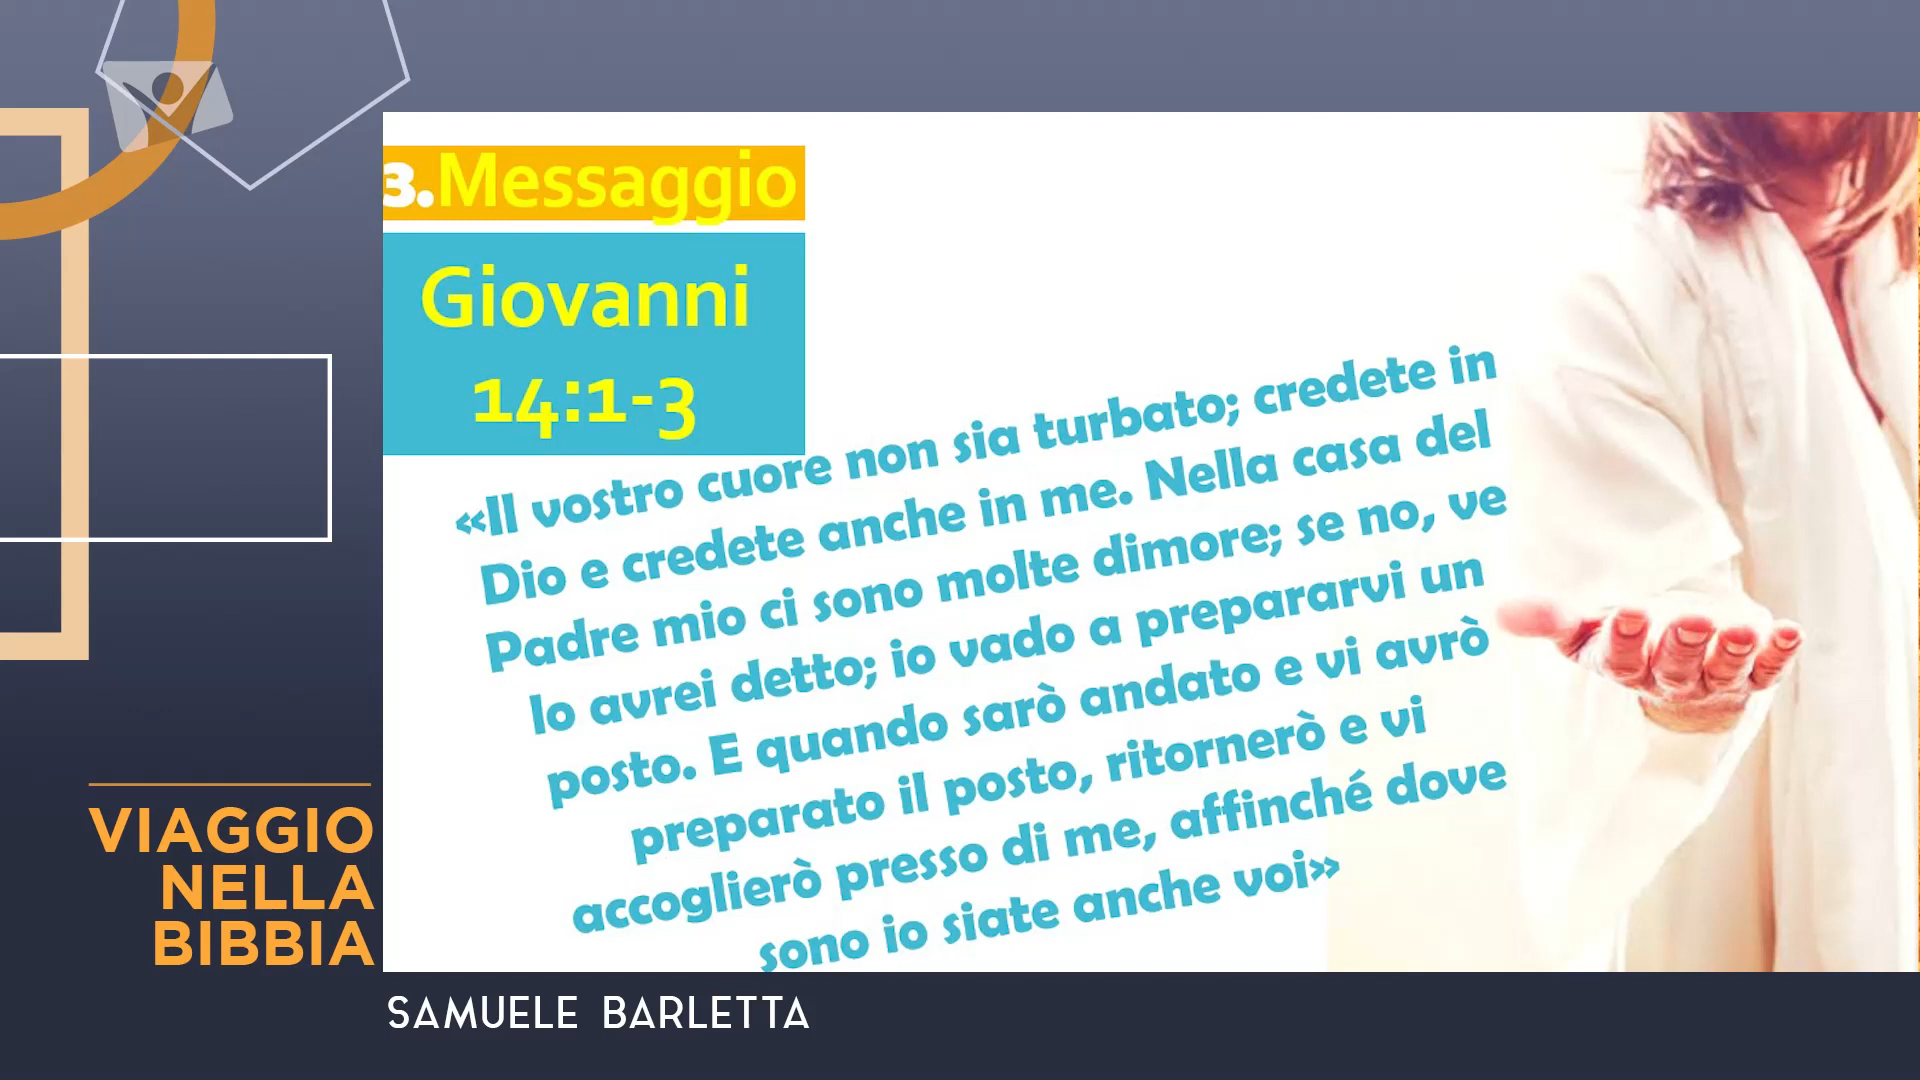 3.Messaggio
Giovanni
14:1-3
«Il vostro cuore non sia turbato; credete in
Dio e credete anche in me. Nella casa del
Padre mio ci sono molte dimore; se no, ve
lo avrei detto; io vado a prepararvi un
posto. E quando sarò andato e vi avrò
preparato il posto, ritornerò e vi
accoglierò presso di me, affinché dove
sono io siate anche voi»
VIAGGIO
NELLA
BIBBIA
SAMUELE BARLETTA